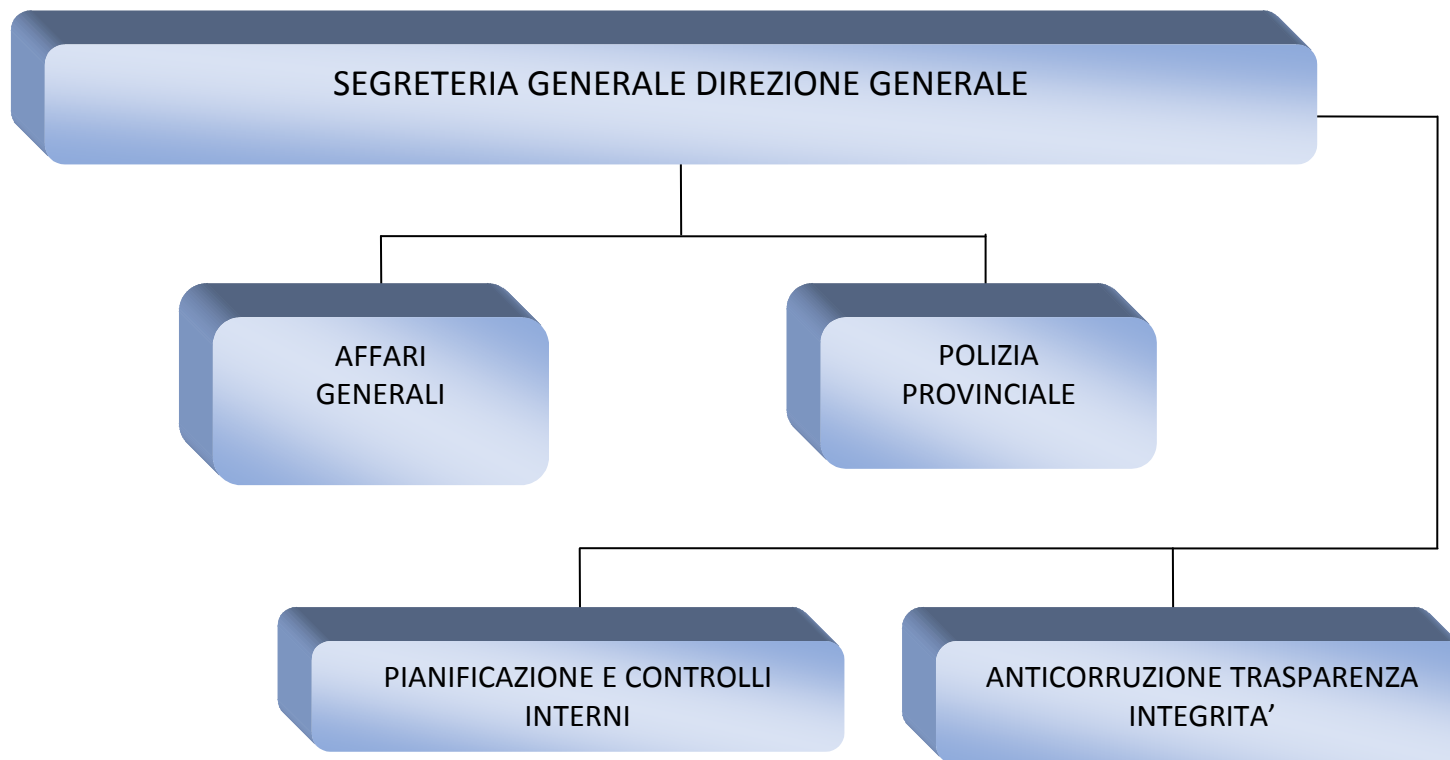 SEGRETERIA GENERALE DIREZIONE GENERALE
AFFARI
GENERALI
POLIZIA
PROVINCIALE
PIANIFICAZIONE E CONTROLLI
INTERNI
ANTICORRUZIONE TRASPARENZA
INTEGRITA’